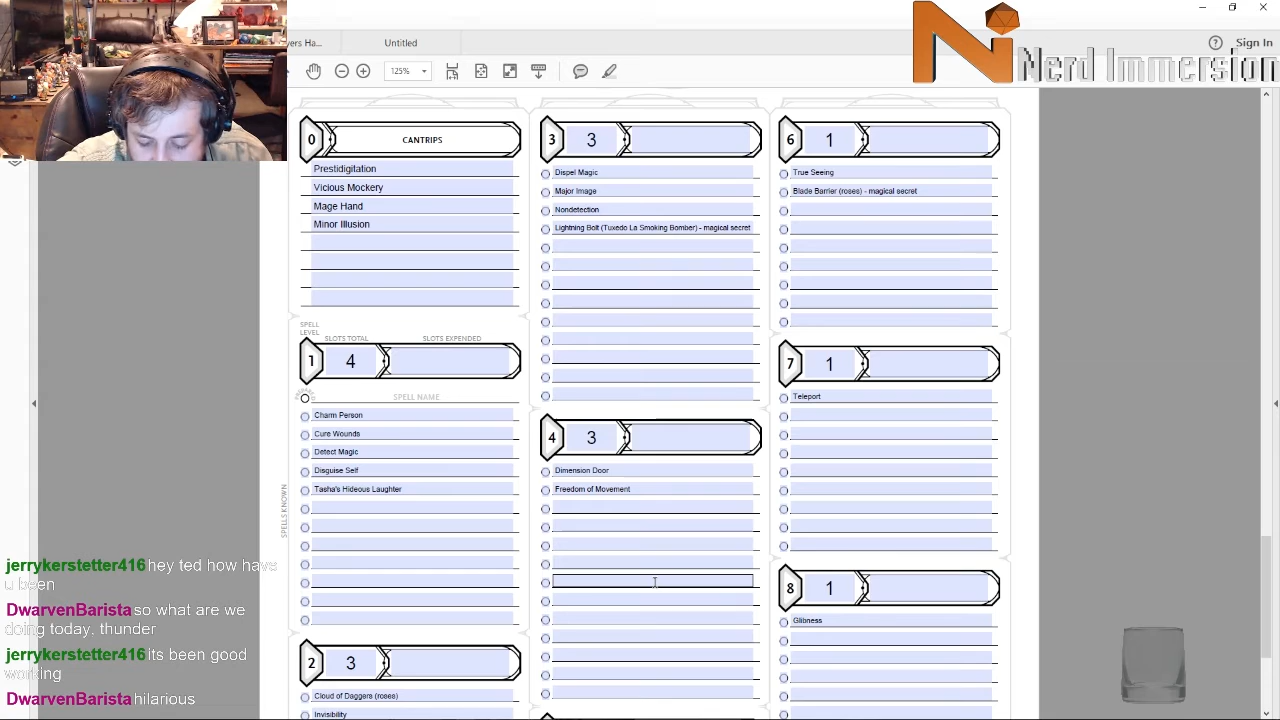 yers Ha...
Untitled
125%
Sign In
Nerd Immersion
0
CANTRIPS
Prestidigitation
Vicious Mockery
Mage Hand
Minor Illusion
SPELL LEVEL
SLOTS TOTAL
SLOTS EXPENDED
1
4
SPELL NAME
Charm Person
Cure Wounds
Detect Magic
Disguise Self
Tasha's Hideous Laughter
SPELLS KNOWN
2
3
Cloud of Daggers (roses)
Invisibility
3
3
Dispel Magic
Major Image
Nondetection
Lightning Bolt (Tuxedo La Smoking Bomber) - magical secret
4
3
Dimension Door
Freedom of Movement
6
1
True Seeing
Blade Barrier (roses) - magical secret
7
1
Teleport
8
1
Glibness
jerrykerstetter416 hey ted how have
u been
DwarvenBarista so what are we
doing today, thunder
jerrykerstetter416 its been good
working
DwarvenBarista hilarious